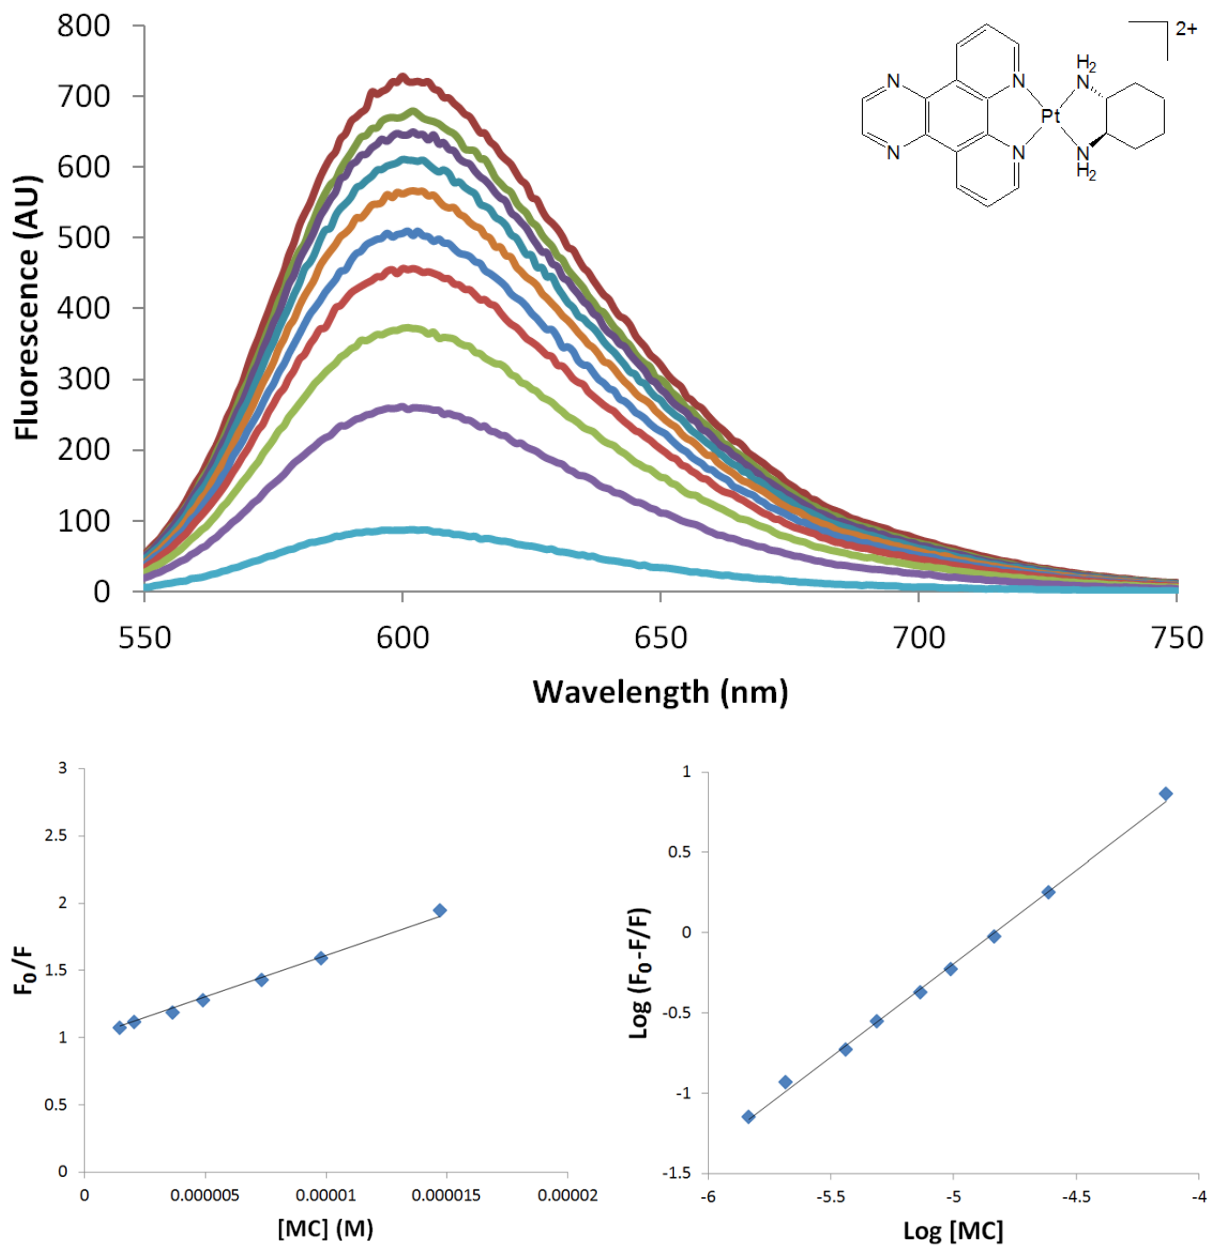 800
700
600
500
400
300
200
100
0
Fluorescence (AU)
550 600 650 700 750
Wavelength (nm)
2+
N
N
N
N
Pt
H2
N
N
H2
3
2.5
2
1.5
1
0.5
0
F0/F
0 0.000005 0.00001 0.000015 0.00002
[MC] (M)
1
0.5
0
-0.5
-1
-1.5
Log (F0-F/F)
-6 -5.5 -5 -4.5 -4
Log [MC]